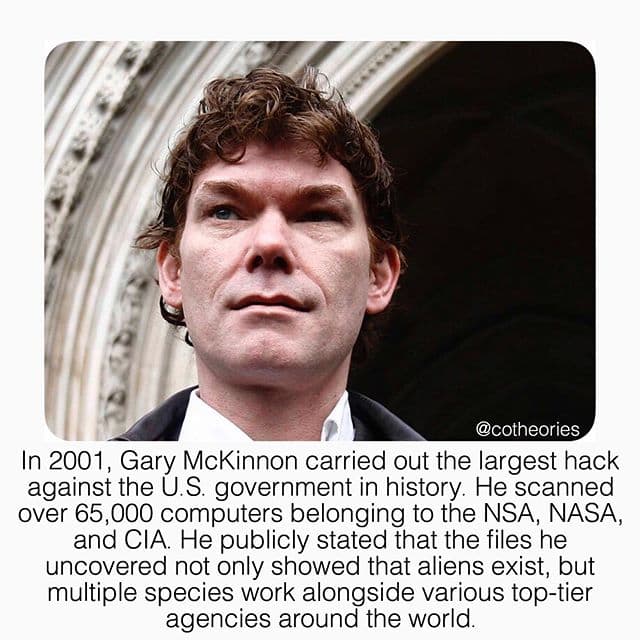 @cotheories
In 2001, Gary McKinnon carried out the largest hack
against the U.S. government in history. He scanned
over 65,000 computers belonging to the NSA, NASA,
and CIA. He publicly stated that the files he
uncovered not only showed that aliens exist, but
multiple species work alongside various top-tier
agencies around the world.